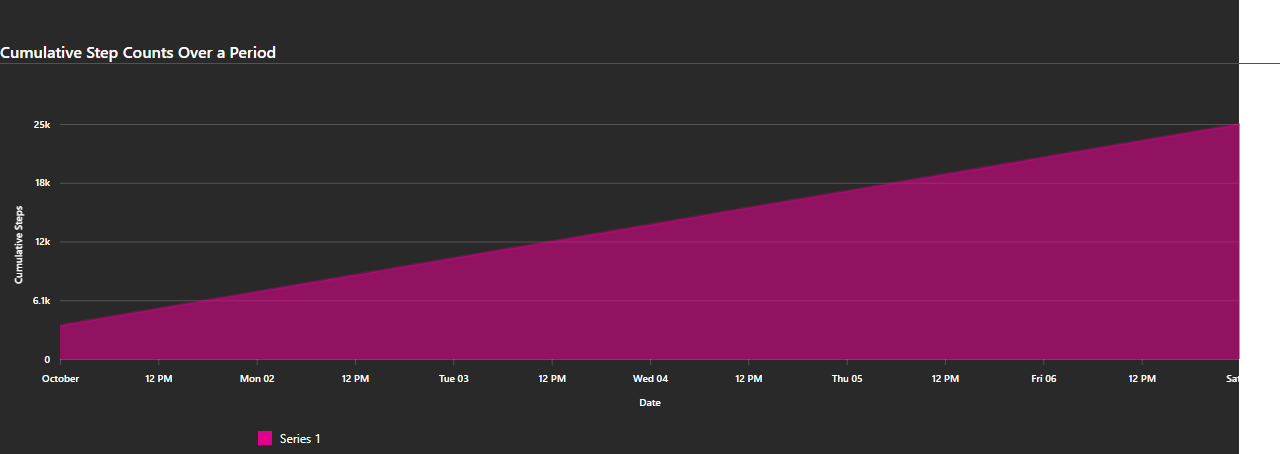 Cumulative Step Counts Over a Period
25k
18k
12k
6.1k
0
Cumulative Steps
October 12 PM Mon 02 12 PM Tue 03 12 PM Wed 04 12 PM Thu 05 12 PM Fri 06 12 PM Sat
Date
Series 1